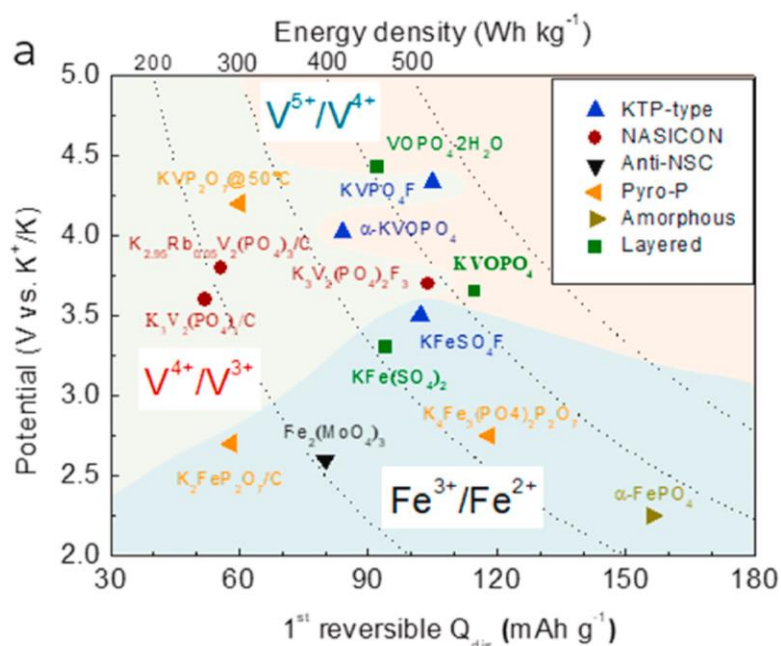 a
Energy density (Wh kg⁻¹)
200 300 400 500
5.0
4.5
4.0
3.5
3.0
2.5
2.0
Potential (V vs. K⁺/K)
V⁵⁺/V⁴⁺
VOPO₄·2H₂O
KVP₂O₇@50°C
KVPO₄F
α-KVOPO₄
K₂.₉₅Rb₀.₀₅V₂(PO₄)₃/C
K₃V₂(PO₄)₂F₃
KVOPO₄
K₃V₂(PO₄)₃/C
KFeSO₄F
KFe(SO₄)₂
V⁴⁺/V³⁺
K₄Fe₃(PO4)₂P₂O₇
Fe₂(MoO₄)₃
K₂FeP₂O₇/C
Fe³⁺/Fe²⁺
α-FePO₄
KTP-type
NASICON
Anti-NSC
Pyro-P
Amorphous
Layered
30 60 90 120 150 180
1ˢᵗ reversible Q (mAh g⁻¹)